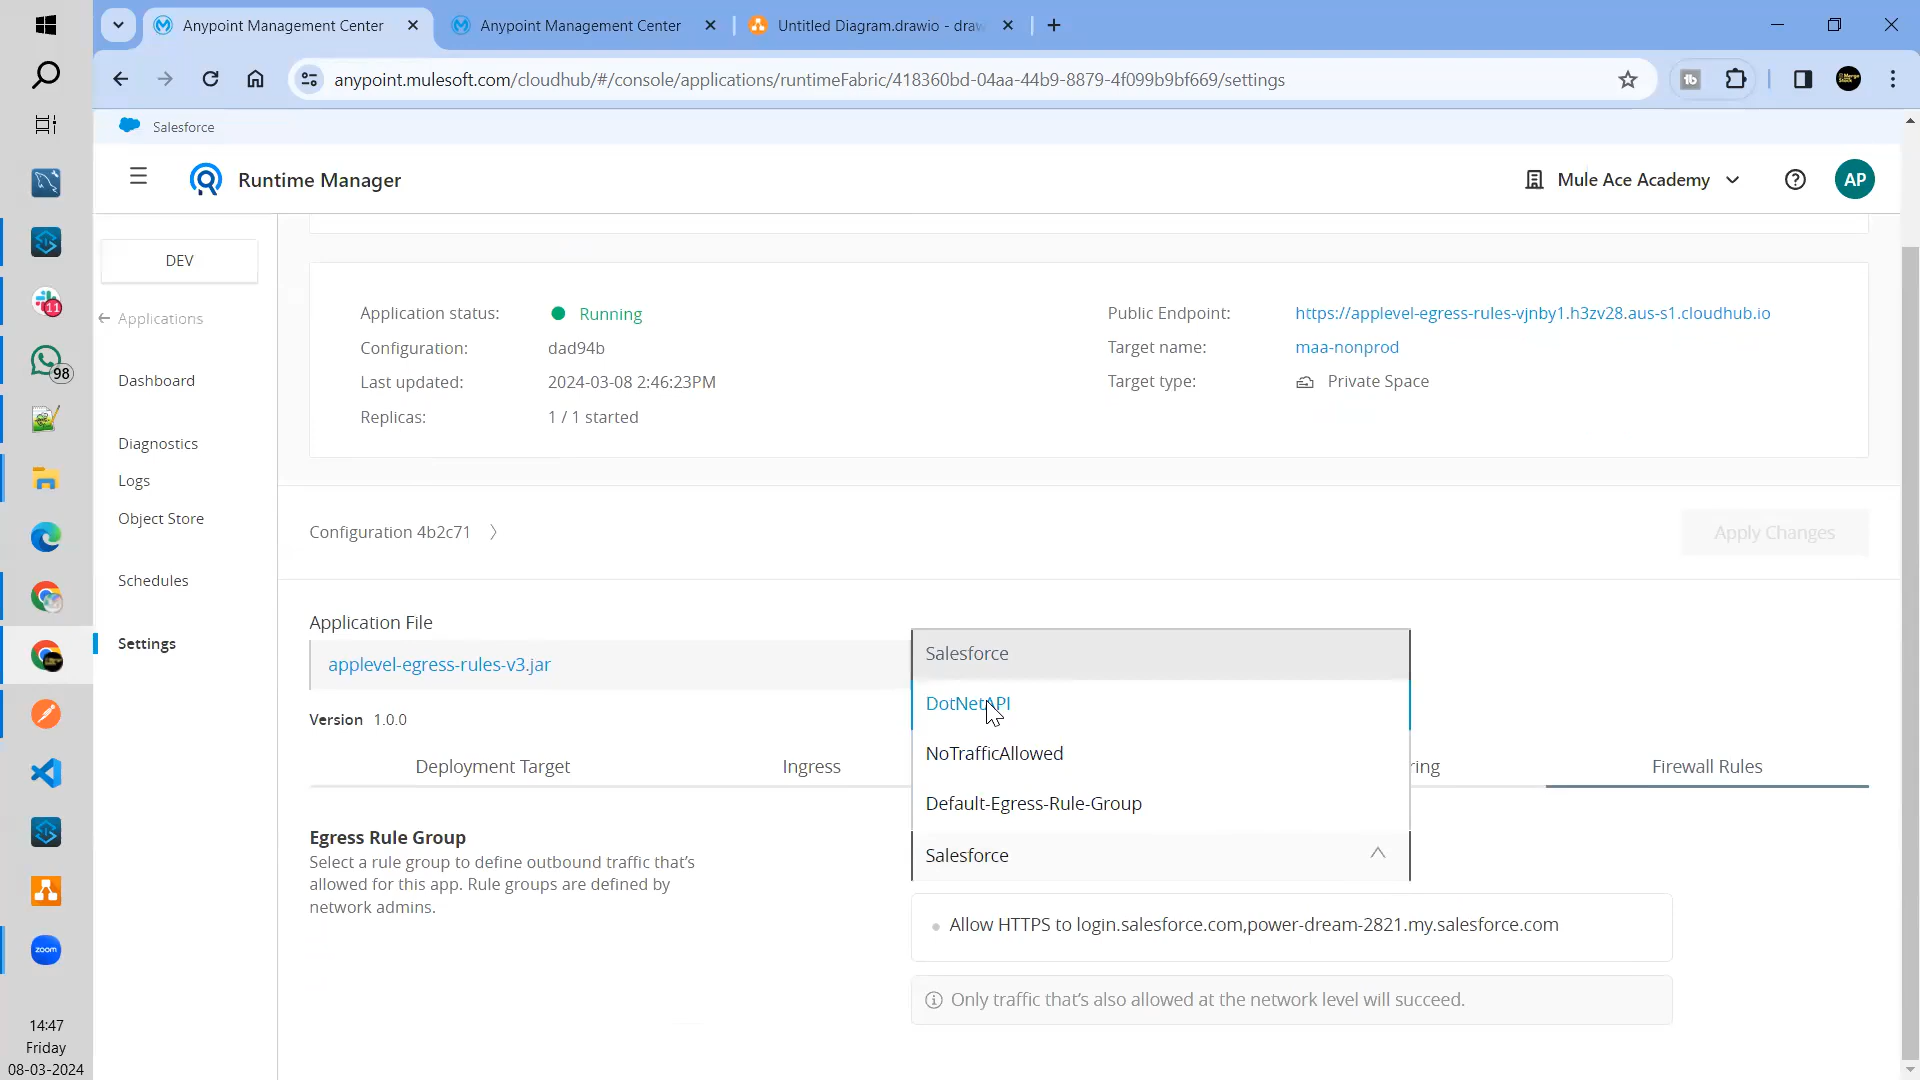 Anypoint Management Center
Anypoint Management Center
Untitled Diagram.drawio - draw
anypoint.mulesoft.com/cloudhub/#/console/applications/runtimeFabric/418360bd-04aa-44b9-8879-4f099b9bf669/settings
Salesforce
Runtime Manager
Mule Ace Academy
AP
DEV
Applications
Dashboard
Diagnostics
Logs
Object Store
Schedules
Settings
Application status: Running
Configuration: dad94b
Last updated: 2024-03-08 2:46:23PM
Replicas: 1 / 1 started
Public Endpoint: https://applevel-egress-rules-vjnby1.h3zv28.aus-s1.cloudhub.io
Target name: maa-nonprod
Target type: Private Space
Configuration 4b2c71
Apply Changes
Application File
applevel-egress-rules-v3.jar
Version 1.0.0
Deployment Target
Ingress
ring
Firewall Rules
Salesforce
DotNetAPI
NoTrafficAllowed
Default-Egress-Rule-Group
Salesforce
Egress Rule Group
Select a rule group to define outbound traffic that's
allowed for this app. Rule groups are defined by
network admins.
Allow HTTPS to login.salesforce.com,power-dream-2821.my.salesforce.com
Only traffic that's also allowed at the network level will succeed.
11
98
zoom
14:47
Friday
08-03-2024